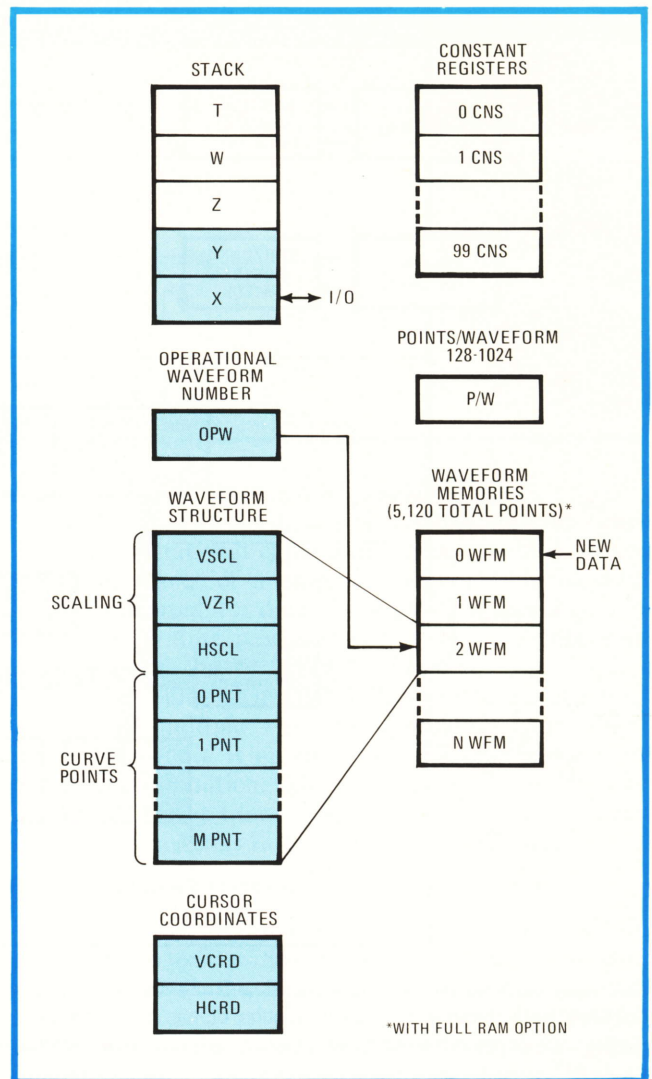 STACK
T
W
Z
Y
X
I/O
OPERATIONAL
WAVEFORM
NUMBER
OPW
WAVEFORM
STRUCTURE
SCALING
VSCL
VZR
HSCL
CURVE
POINTS
0 PNT
1 PNT
M PNT
CURSOR
COORDINATES
VCRD
HCRD
CONSTANT
REGISTERS
0 CNS
1 CNS
99 CNS
POINTS/WAVEFORM
128-1024
P/W
WAVEFORM
MEMORIES
(5,120 TOTAL POINTS)*
0 WFM
NEW
DATA
1 WFM
2 WFM
N WFM
*WITH FULL RAM OPTION